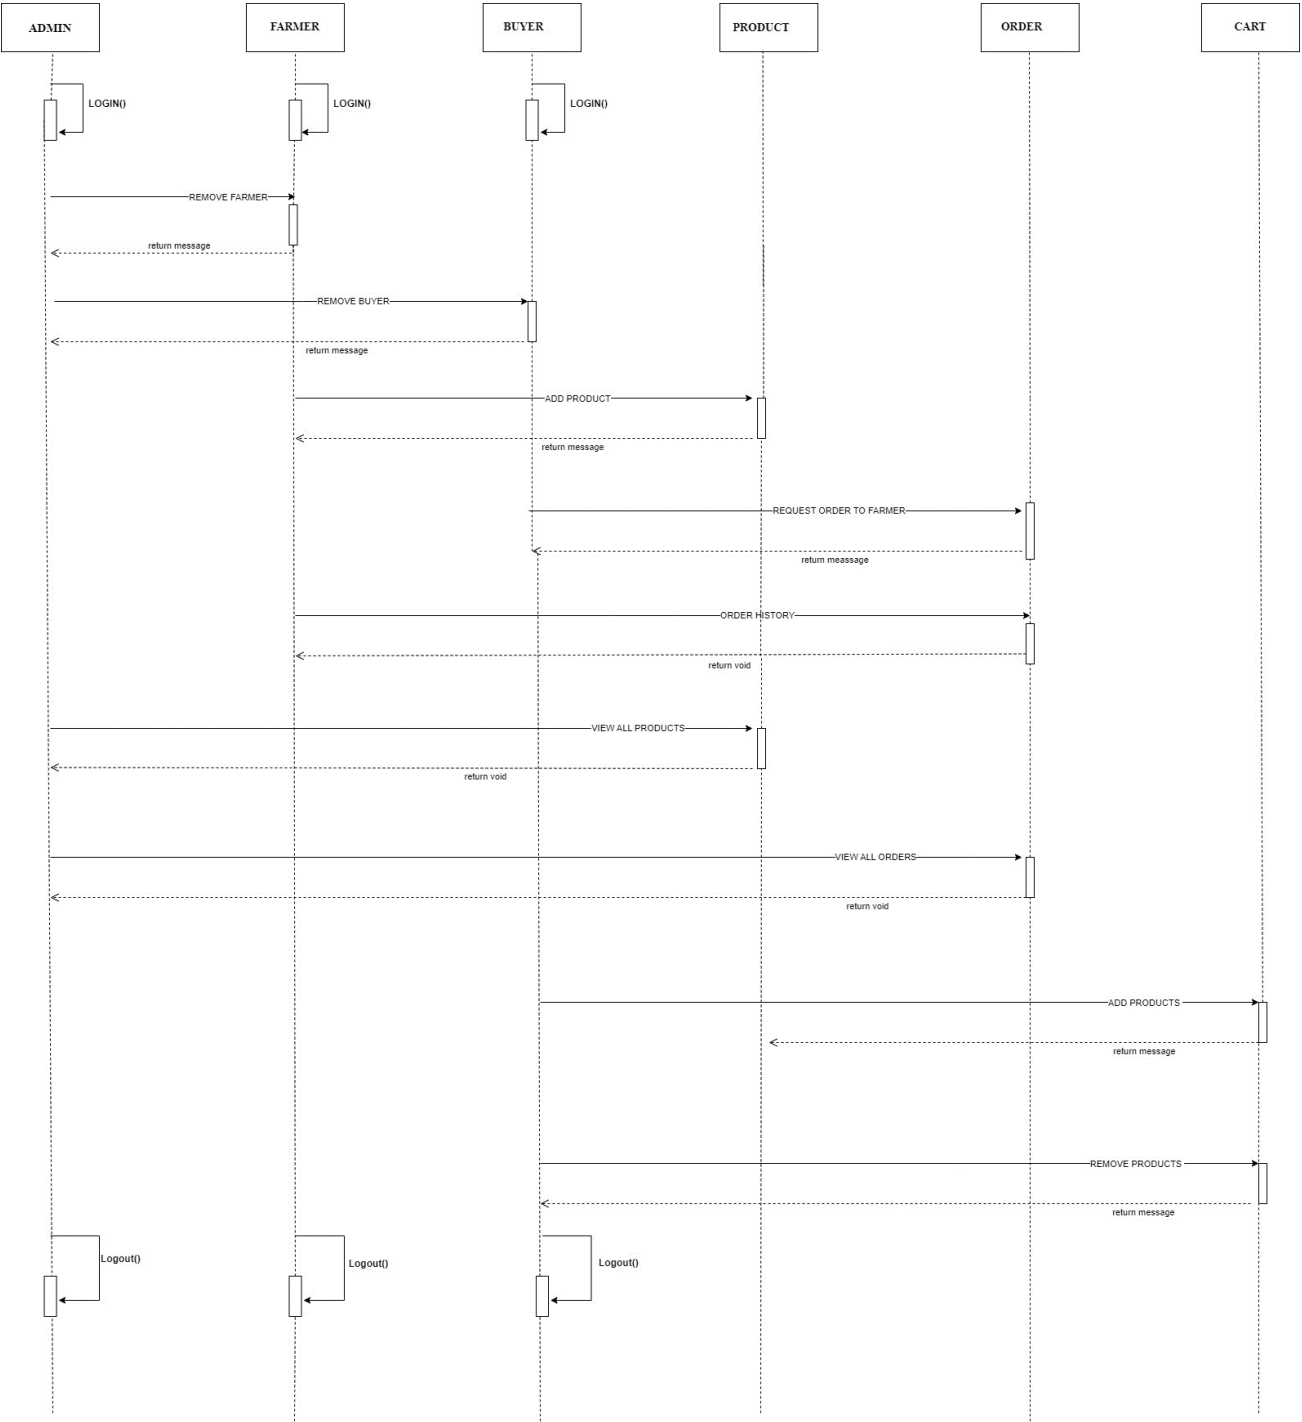 ADMIN
FARMER
BUYER
PRODUCT
ORDER
CART
LOGIN()
LOGIN()
LOGIN()
REMOVE FARMER
return message
REMOVE BUYER
return message
ADD PRODUCT
return message
REQUEST ORDER TO FARMER
return meassage
ORDER HISTORY
return void
VIEW ALL PRODUCTS
return void
VIEW ALL ORDERS
return void
ADD PRODUCTS
return message
REMOVE PRODUCTS
return message
Logout()
Logout()
Logout()